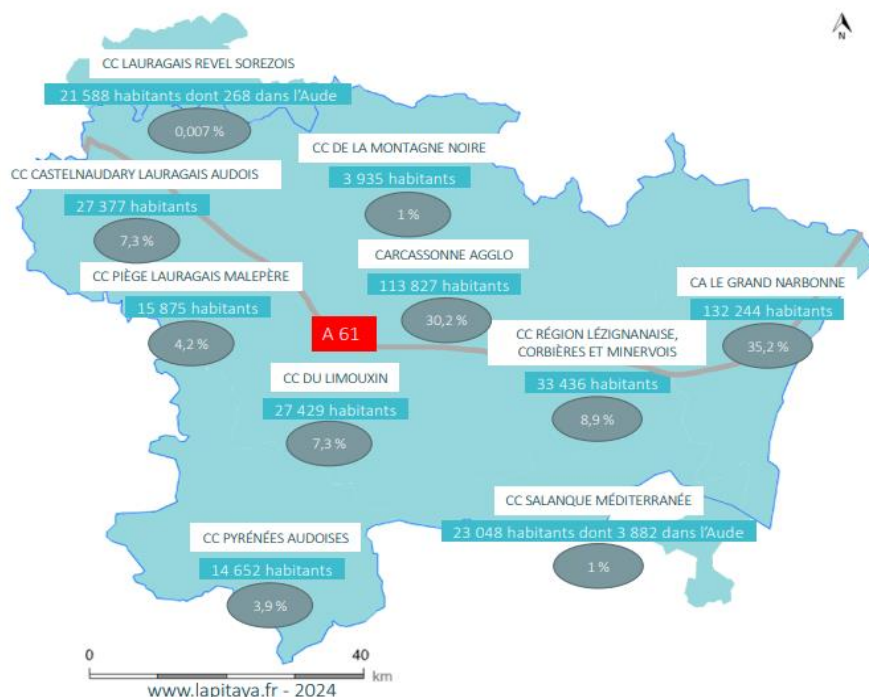 N
CC LAURAGAIS REVEL SOREZOIS
21 588 habitants dont 268 dans l'Aude
0,007 %
CC DE LA MONTAGNE NOIRE
3 935 habitants
1 %
CC CASTELNAUDARY LAURAGAIS AUDOIS
27 377 habitants
7,3 %
CARCASSONNE AGGLO
113 827 habitants
30,2 %
CC PIÈGE LAURAGAIS MALEPÈRE
15 875 habitants
4,2 %
CA LE GRAND NARBONNE
132 244 habitants
35,2 %
A 61
CC RÉGION LÉZIGNANAISE,
CORBIÈRES ET MINERVOIS
33 436 habitants
8,9 %
CC DU LIMOUXIN
27 429 habitants
7,3 %
CC SALANQUE MÉDITERRANÉE
23 048 habitants dont 3 882 dans l'Aude
1 %
CC PYRÉNÉES AUDOISES
14 652 habitants
3,9 %
0
40
km
www.lapitaya.fr - 2024